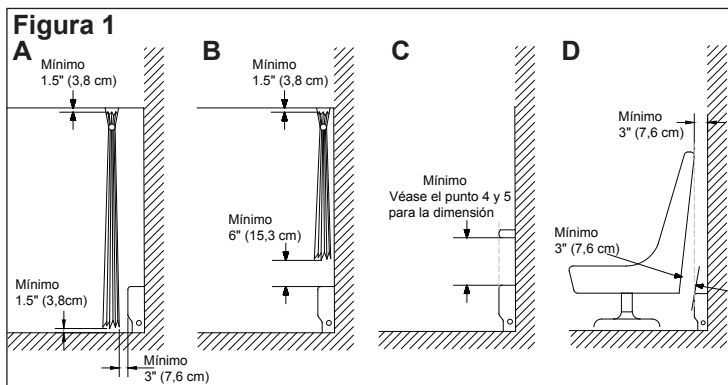 Figura 1
A
Mínimo
1.5" (3,8 cm)
Mínimo
1.5" (3,8cm)
Mínimo
3" (7,6 cm)
B
Mínimo
1.5" (3,8 cm)
Mínimo
6" (15,3 cm)
C
Mínimo
Véase el punto 4 y 5
para la dimensión
D
Mínimo
3" (7,6 cm)
Mínimo
3" (7,6 cm)